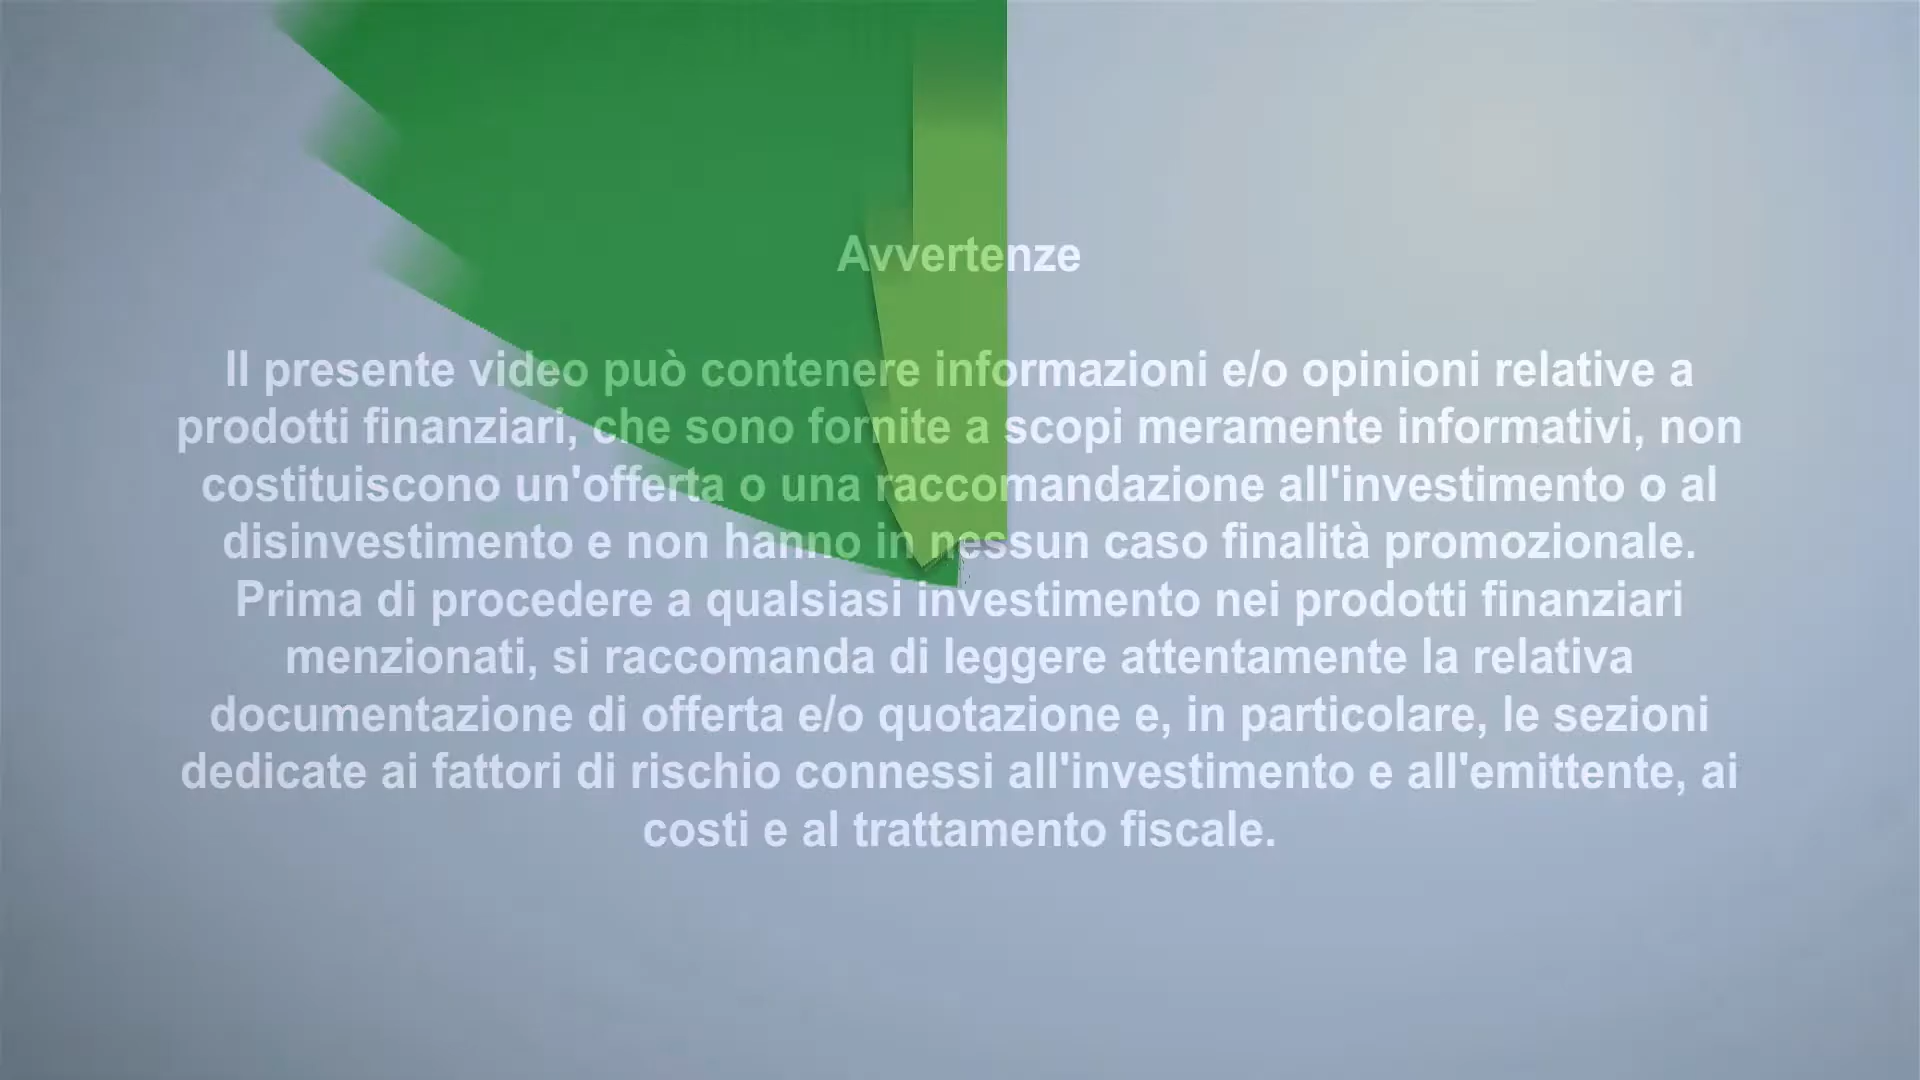 Avvertenze
Il presente video può contenere informazioni e/o opinioni relative a
prodotti finanziari, che sono fornite a scopi meramente informativi, non
costituiscono un'offerta o una raccomandazione all'investimento o al
disinvestimento e non hanno in nessun caso finalità promozionale.
Prima di procedere a qualsiasi investimento nei prodotti finanziari
menzionati, si raccomanda di leggere attentamente la relativa
documentazione di offerta e/o quotazione e, in particolare, le sezioni
dedicate ai fattori di rischio connessi all'investimento e all'emittente, ai
costi e al trattamento fiscale.